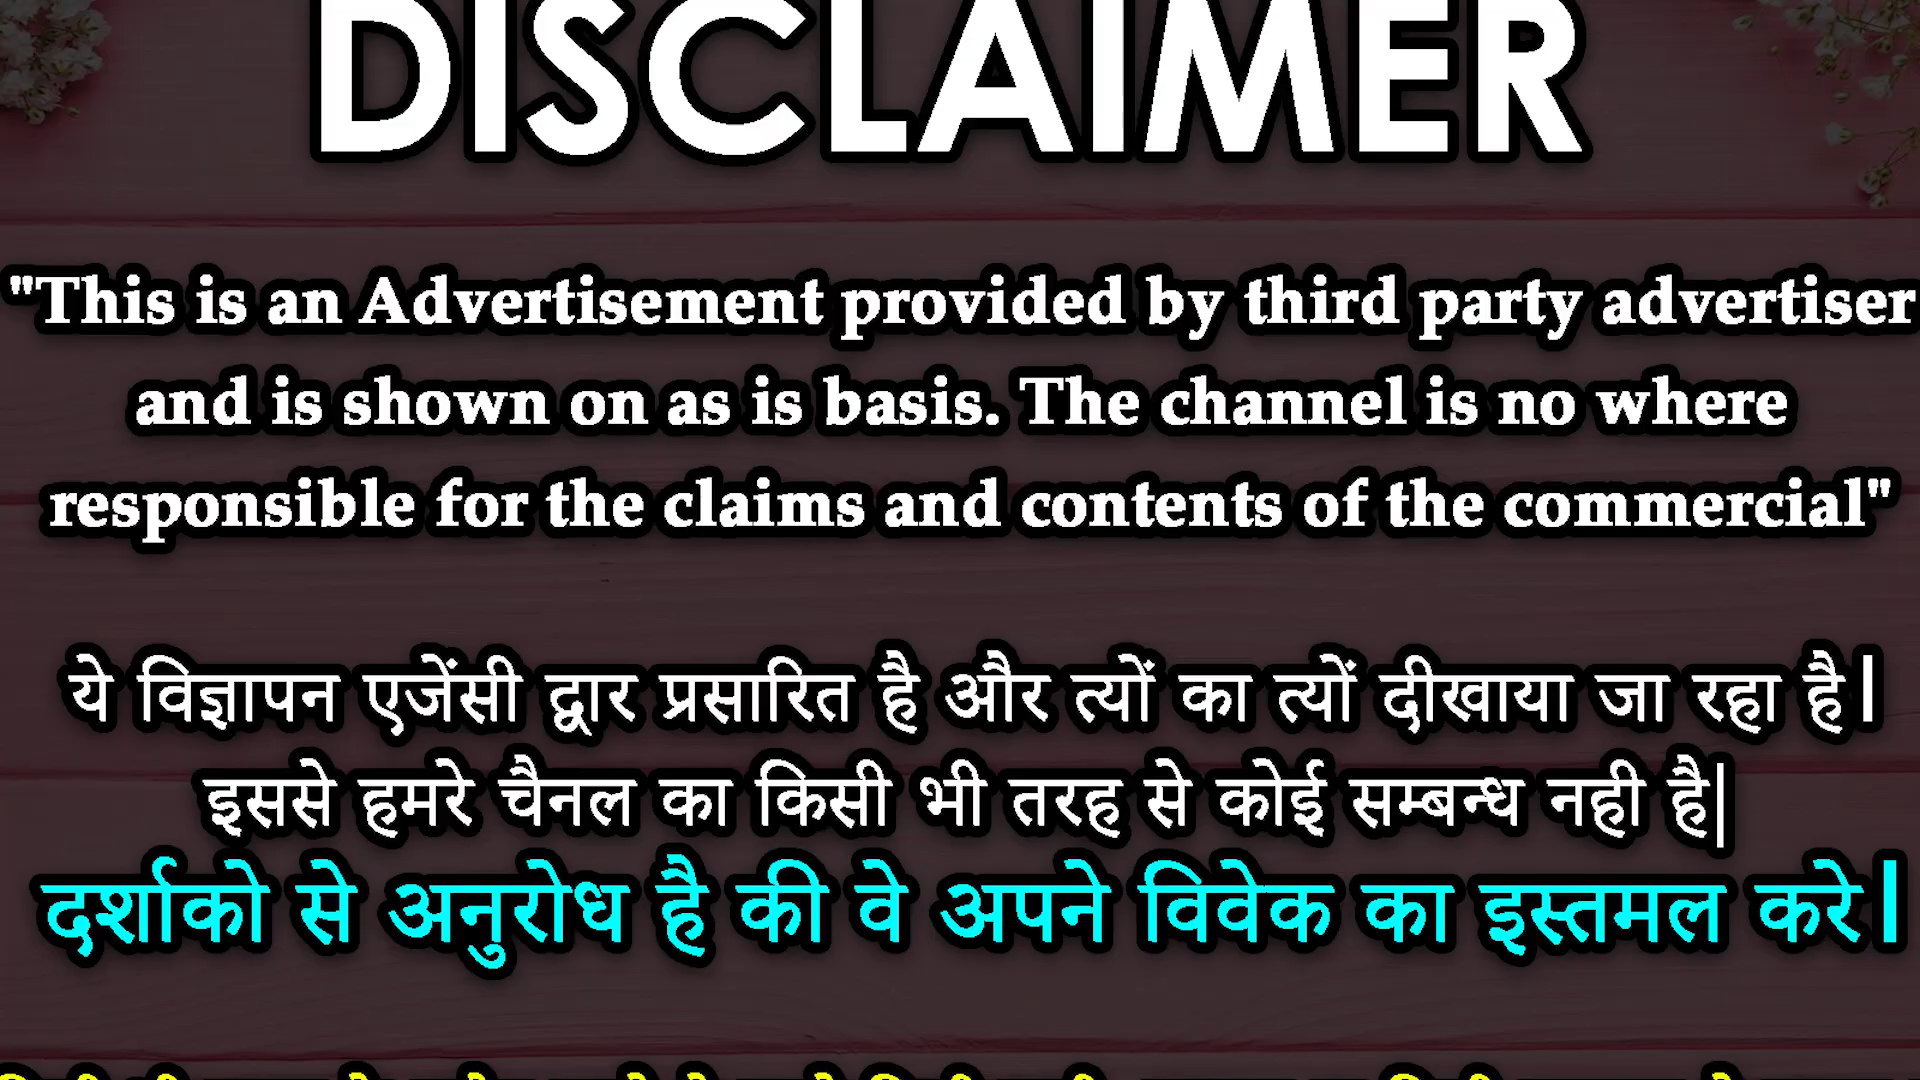 DISCLAIMER
"This is an Advertisement provided by third party advertiser
and is shown on as is basis. The channel is no where
responsible for the claims and contents of the commercial"
ये विज्ञापन एजेंसी द्वार प्रसारित है और त्यों का त्यों दीखाया जा रहा है|
इससे हमरे चैनल का किसी भी तरह से कोई सम्बन्ध नही है|
दर्शाको से अनुरोध है की वे अपने विवेक का इस्तमल करे|